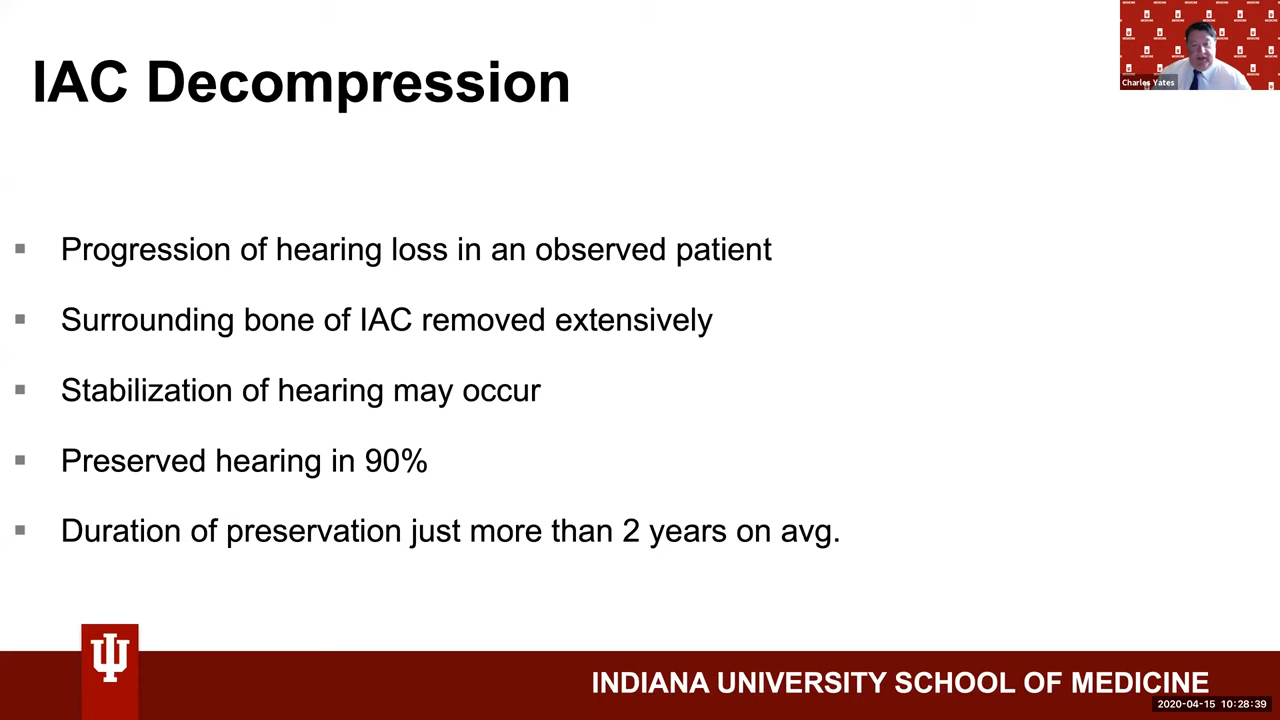 IAC Decompression
Charles Yates
▪ Progression of hearing loss in an observed patient
▪ Surrounding bone of IAC removed extensively
▪ Stabilization of hearing may occur
▪ Preserved hearing in 90%
▪ Duration of preservation just more than 2 years on avg.
INDIANA UNIVERSITY SCHOOL OF MEDICINE
2020-04-15 10:28:39